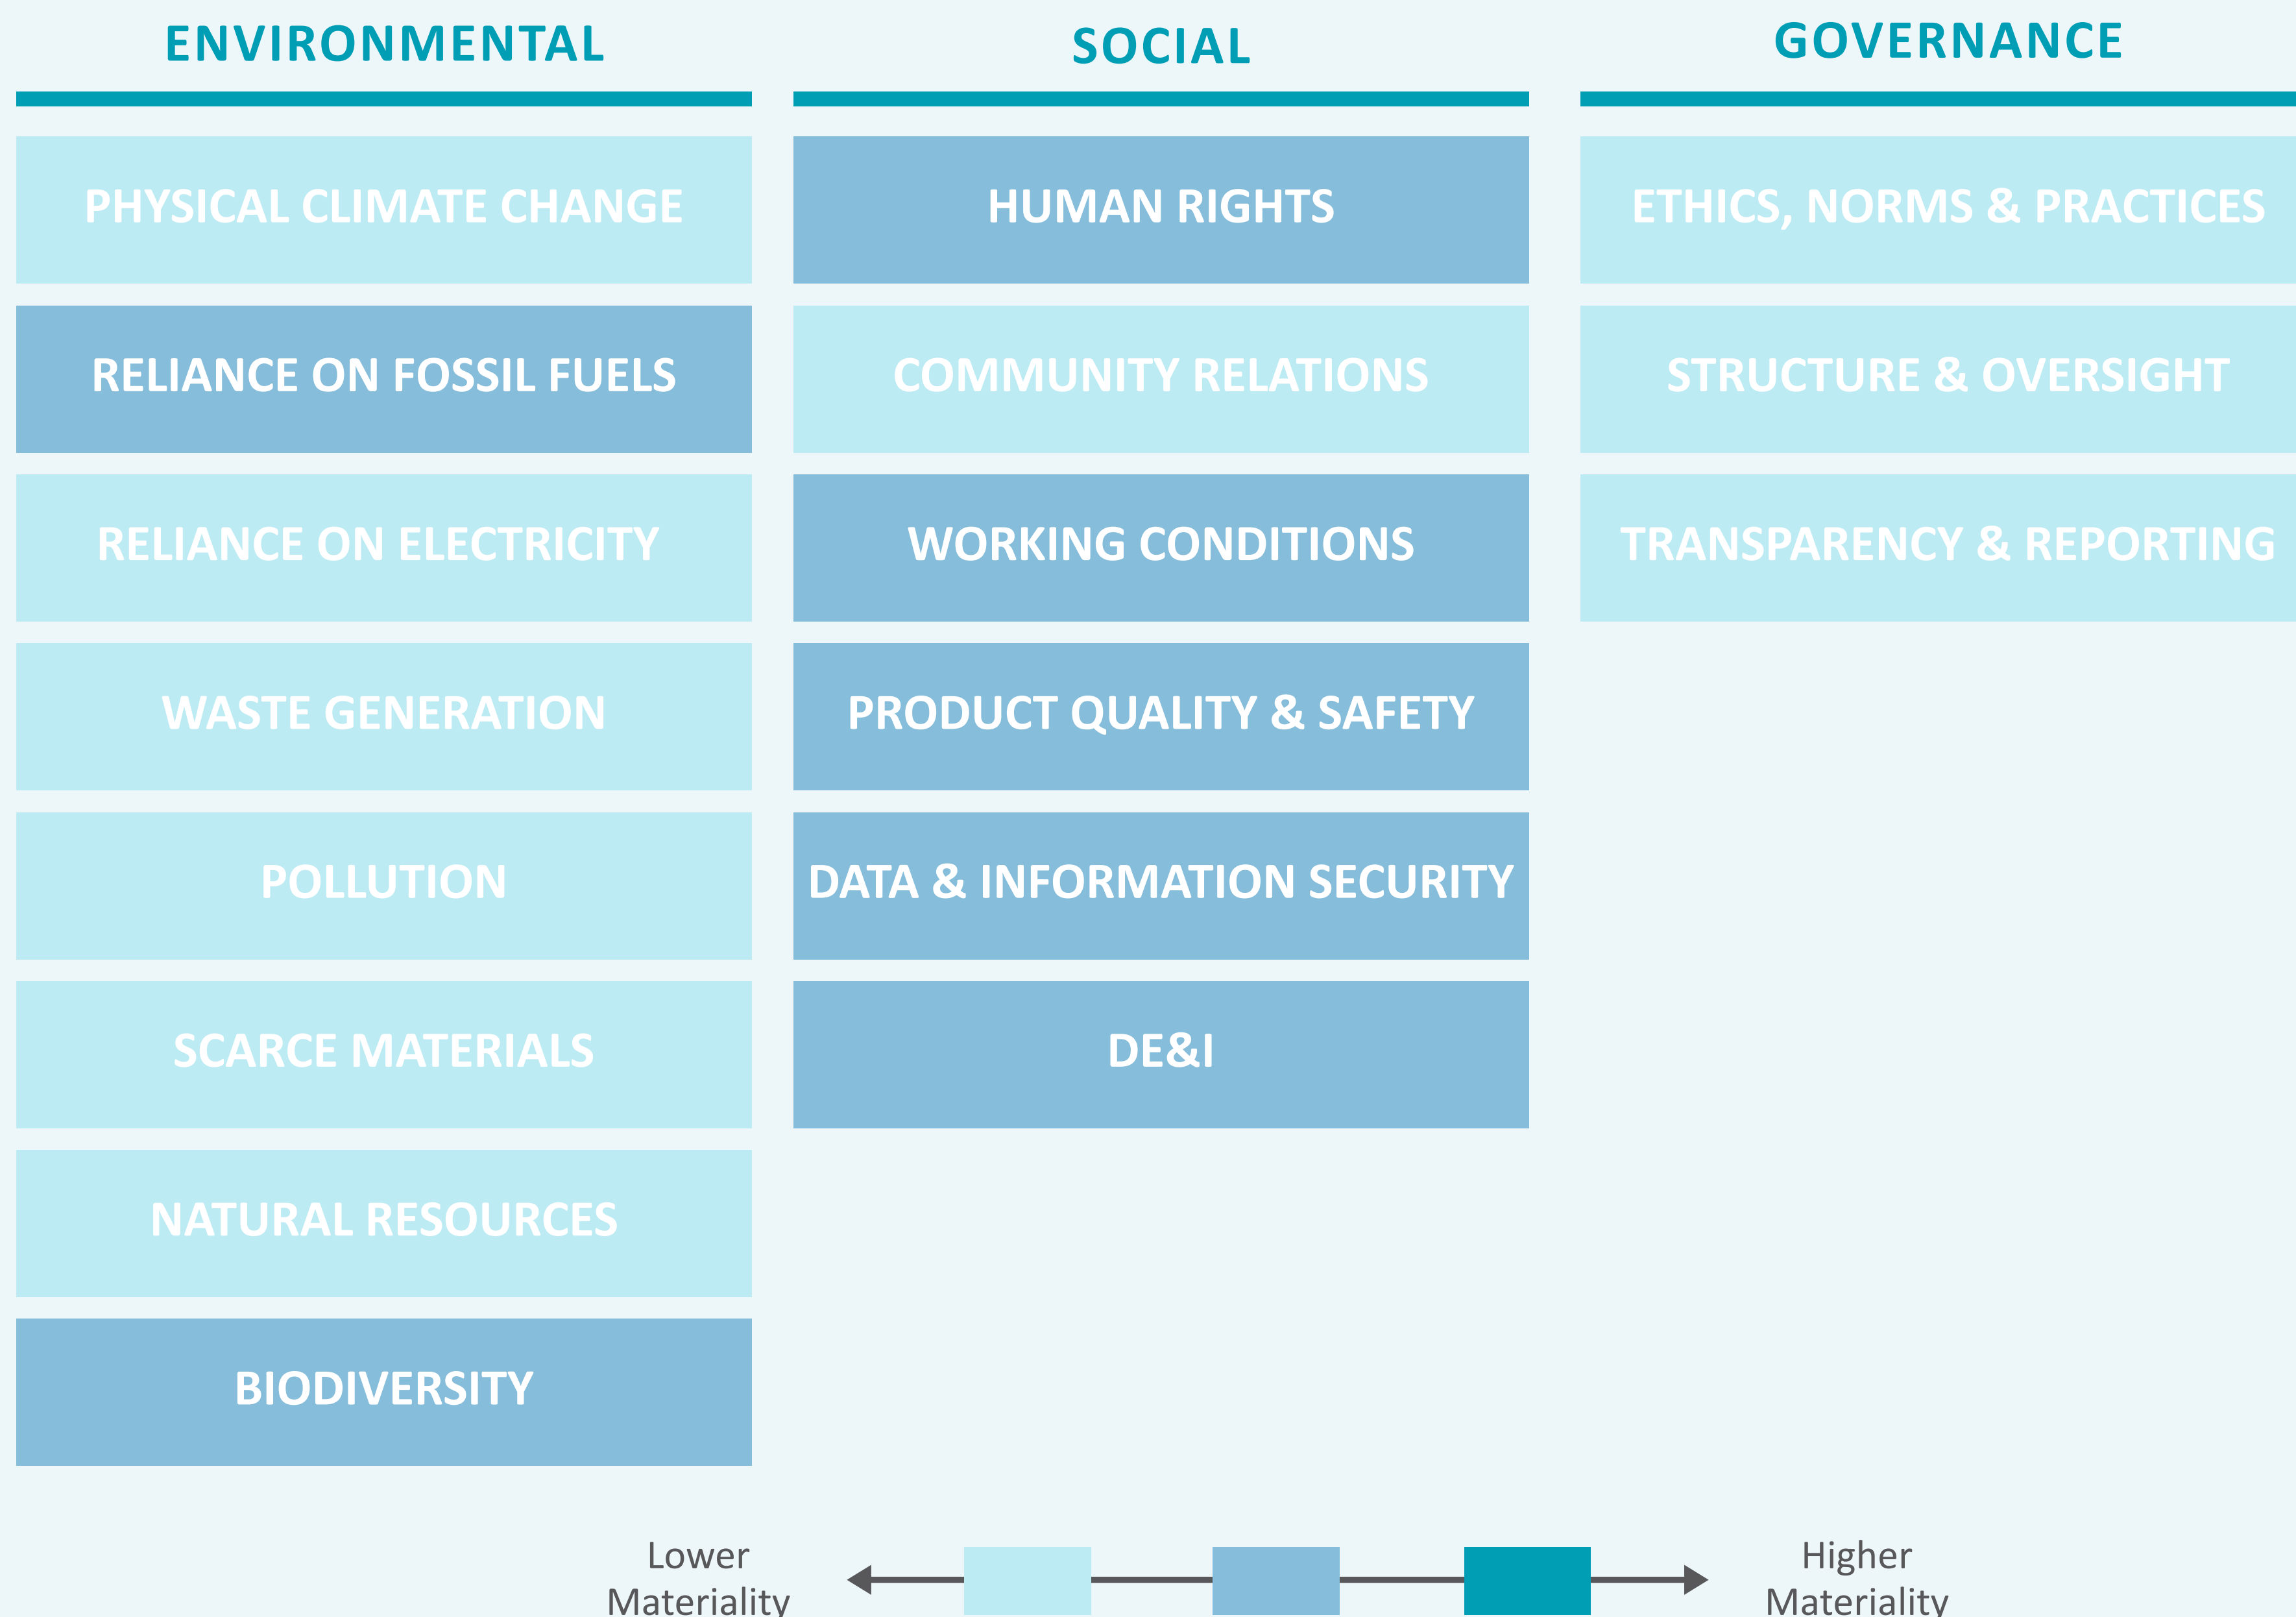 ENVIRONMENTAL
PHYSICAL CLIMATE CHANGE
RELIANCE ON FOSSIL FUELS
RELIANCE ON ELECTRICITY
WASTE GENERATION
POLLUTION
SCARCE MATERIALS
NATURAL RESOURCES
BIODIVERSITY
SOCIAL
HUMAN RIGHTS
COMMUNITY RELATIONS
WORKING CONDITIONS
PRODUCT QUALITY & SAFETY
DATA & INFORMATION SECURITY
DE&I
GOVERNANCE
ETHICS, NORMS & PRACTICES
STRUCTURE & OVERSIGHT
TRANSPARENCY & REPORTING
Lower
Materiality
Higher
Materiality